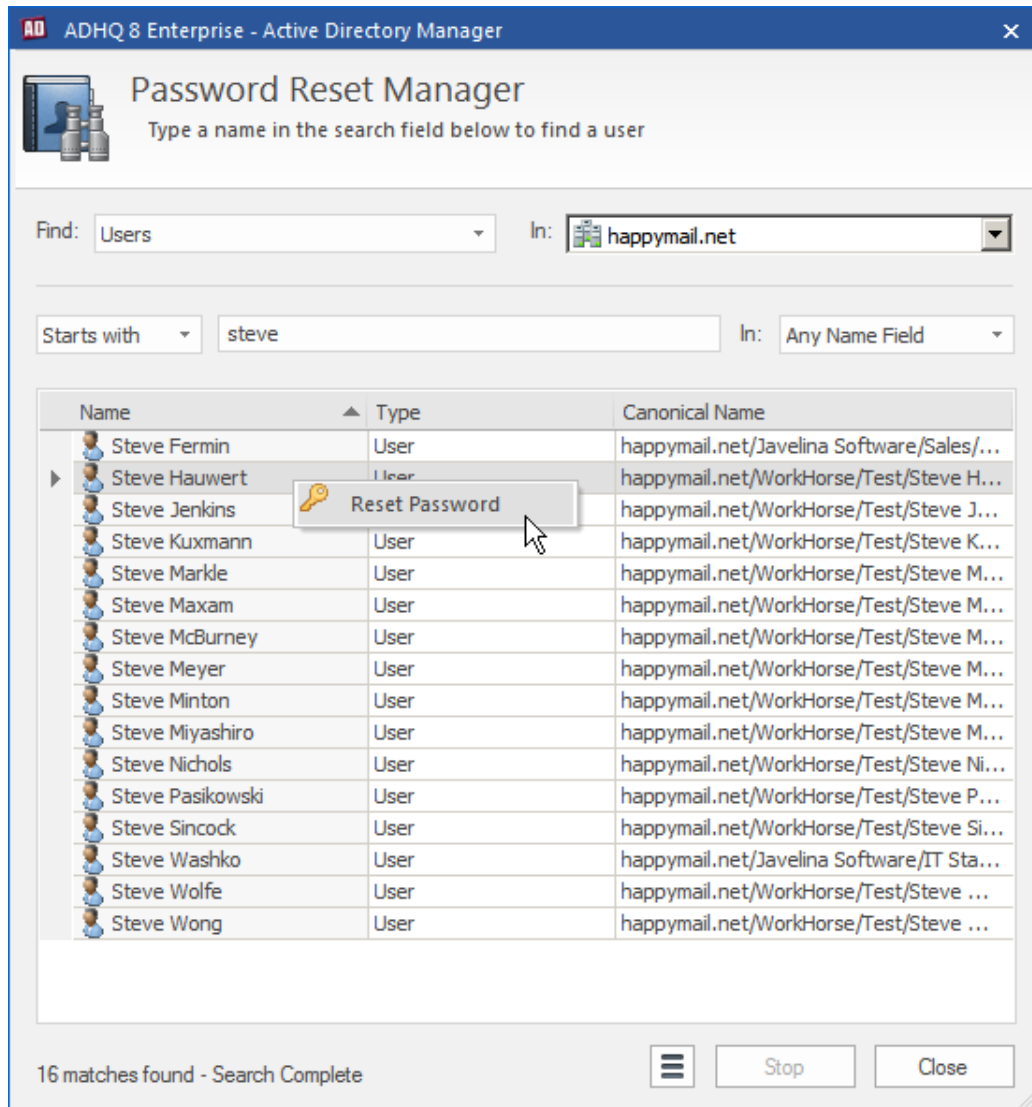 AD ADHQ 8 Enterprise - Active Directory Manager
Password Reset Manager
Type a name in the search field below to find a user
Find: Users In: happymail.net
Starts with steve In: Any Name Field
Name Type Canonical Name
Steve Fermin User happymail.net/Javelina Software/Sales/...
Steve Hauwert User happymail.net/WorkHorse/Test/Steve H...
Reset Password
Steve Jenkins happymail.net/WorkHorse/Test/Steve J...
Steve Kuxmann User happymail.net/WorkHorse/Test/Steve K...
Steve Markle User happymail.net/WorkHorse/Test/Steve M...
Steve Maxam User happymail.net/WorkHorse/Test/Steve M...
Steve McBurney User happymail.net/WorkHorse/Test/Steve M...
Steve Meyer User happymail.net/WorkHorse/Test/Steve M...
Steve Minton User happymail.net/WorkHorse/Test/Steve M...
Steve Miyashiro User happymail.net/WorkHorse/Test/Steve M...
Steve Nichols User happymail.net/WorkHorse/Test/Steve Ni...
Steve Pasikowski User happymail.net/WorkHorse/Test/Steve P...
Steve Sincock User happymail.net/WorkHorse/Test/Steve Si...
Steve Washko User happymail.net/Javelina Software/IT Sta...
Steve Wolfe User happymail.net/WorkHorse/Test/Steve ...
Steve Wong User happymail.net/WorkHorse/Test/Steve ...
16 matches found - Search Complete Stop Close